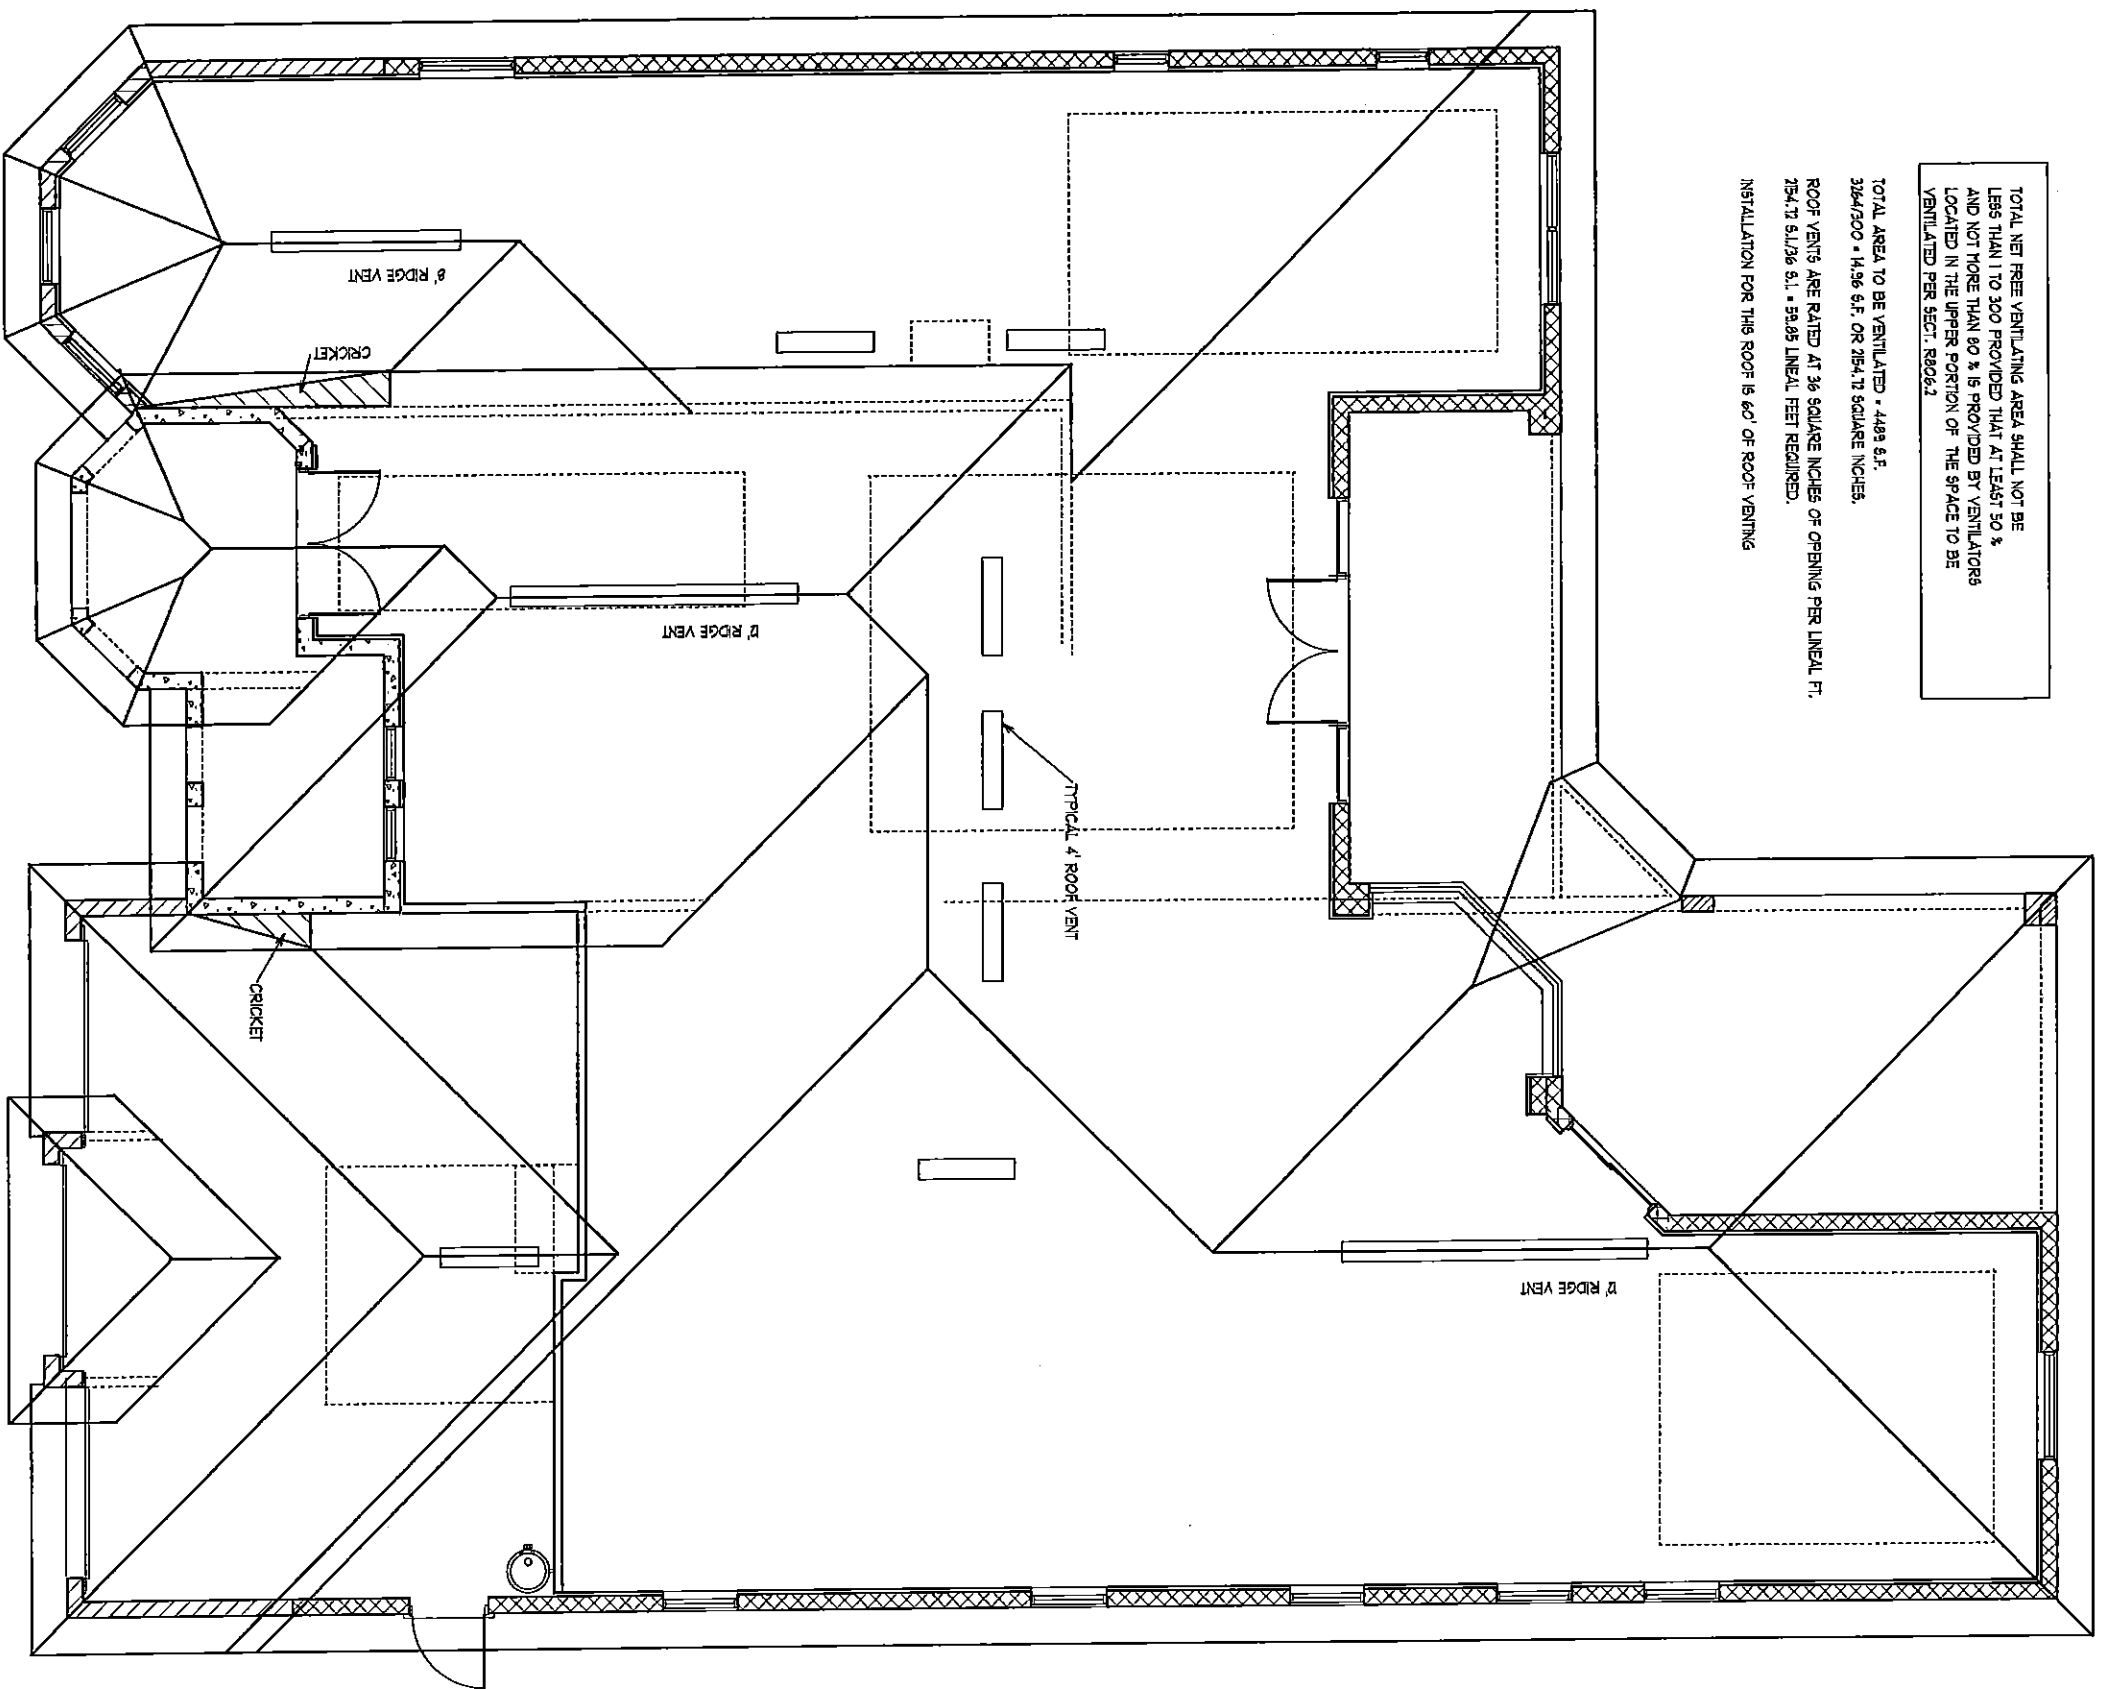 TOTAL NET FREE VENTILATING AREA SHALL NOT BE
LESS THAN 1 TO 300 PROVIDED THAT AT LEAST 50 %
AND NOT MORE THAN 80 % IS PROVIDED BY VENTILATORS
LOCATED IN THE UPPER PORTION OF THE SPACE TO BE
VENTILATED PER SECT. R806.2
TOTAL AREA TO BE VENTILATED = 4489 S.F.
3264/300 = 14.96 S.F. OR 2154.72 SQUARE INCHES.
ROOF VENTS ARE RATED AT 36 SQUARE INCHES OF OPENING PER LINEAL FT.
2154.72 S.I./36 S.I. = 59.85 LINEAL FEET REQUIRED.
INSTALLATION FOR THIS ROOF IS 60' OF ROOF VENTING
8' RIDGE VENT
CRICKET
12' RIDGE VENT
TYPICAL 4' ROOF VENT
CRICKET
12' RIDGE VENT